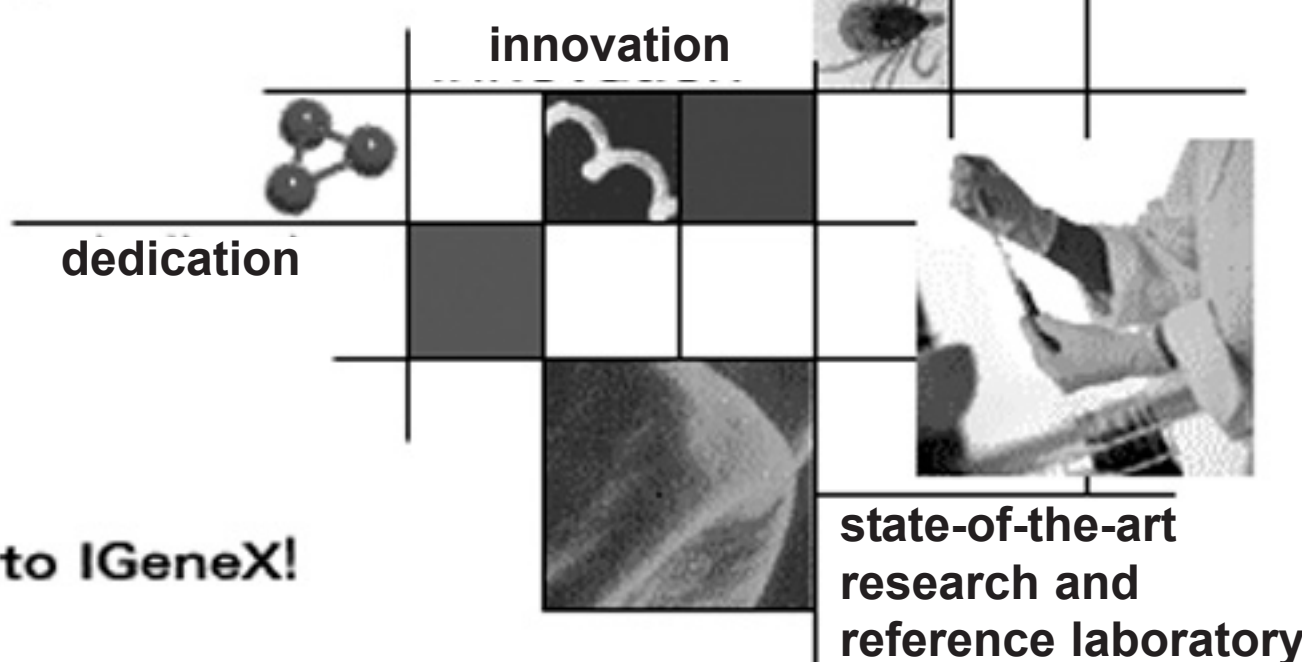 innovation
dedication
to IGeneX!
state-of-the-art
research and
reference laboratory